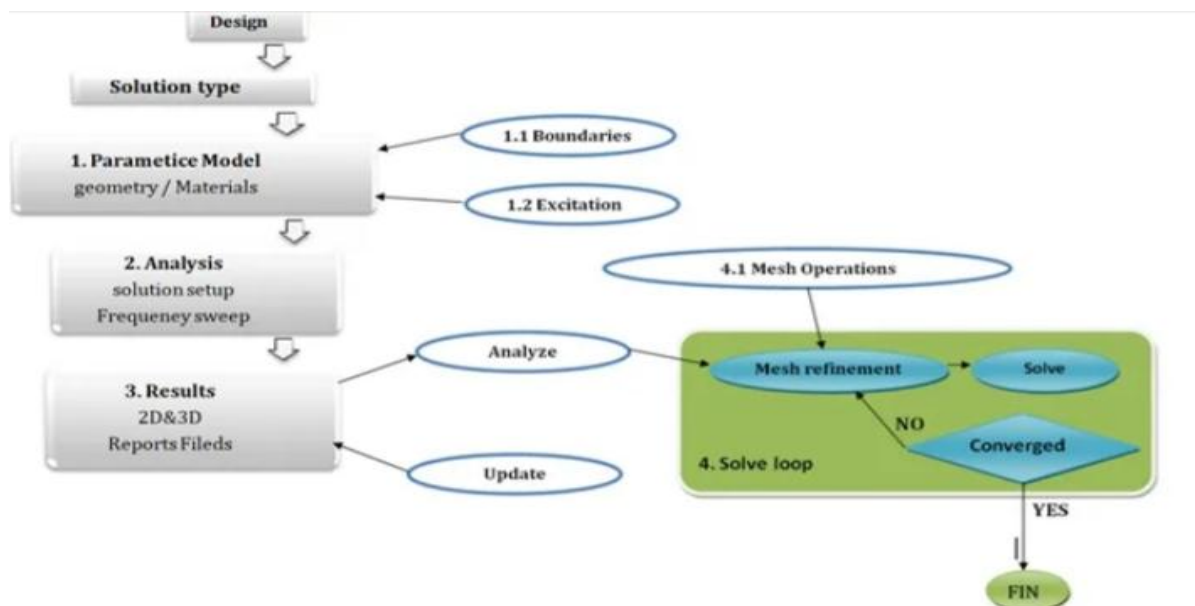 Design
Solution type
1. Parametice Model
geometry / Materials
1.1 Boundaries
1.2 Excitation
2. Analysis
solution setup
Frequeney sweep
4.1 Mesh Operations
3. Results
2D&3D
Reports Fileds
Analyze
Update
Mesh refinement
Solve
NO
Converged
4. Solve loop
YES
FIN